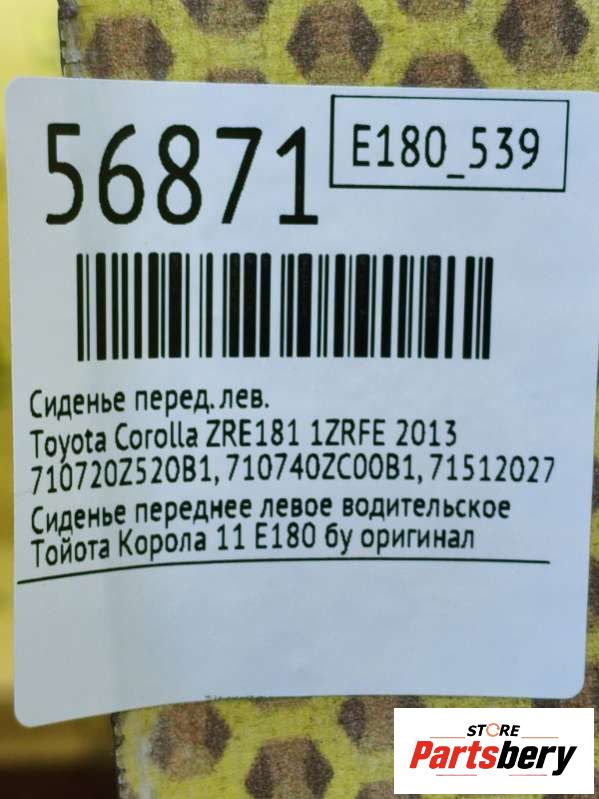 56871
E180_539
Сиденье перед. лев.
Toyota Corolla ZRE181 1ZRFE 2013
710720Z520B1, 710740ZC00B1, 71512027
Сиденье переднее левое водительское
Тойота Корола 11 E180 бу оригинал
STORE
Partsbery